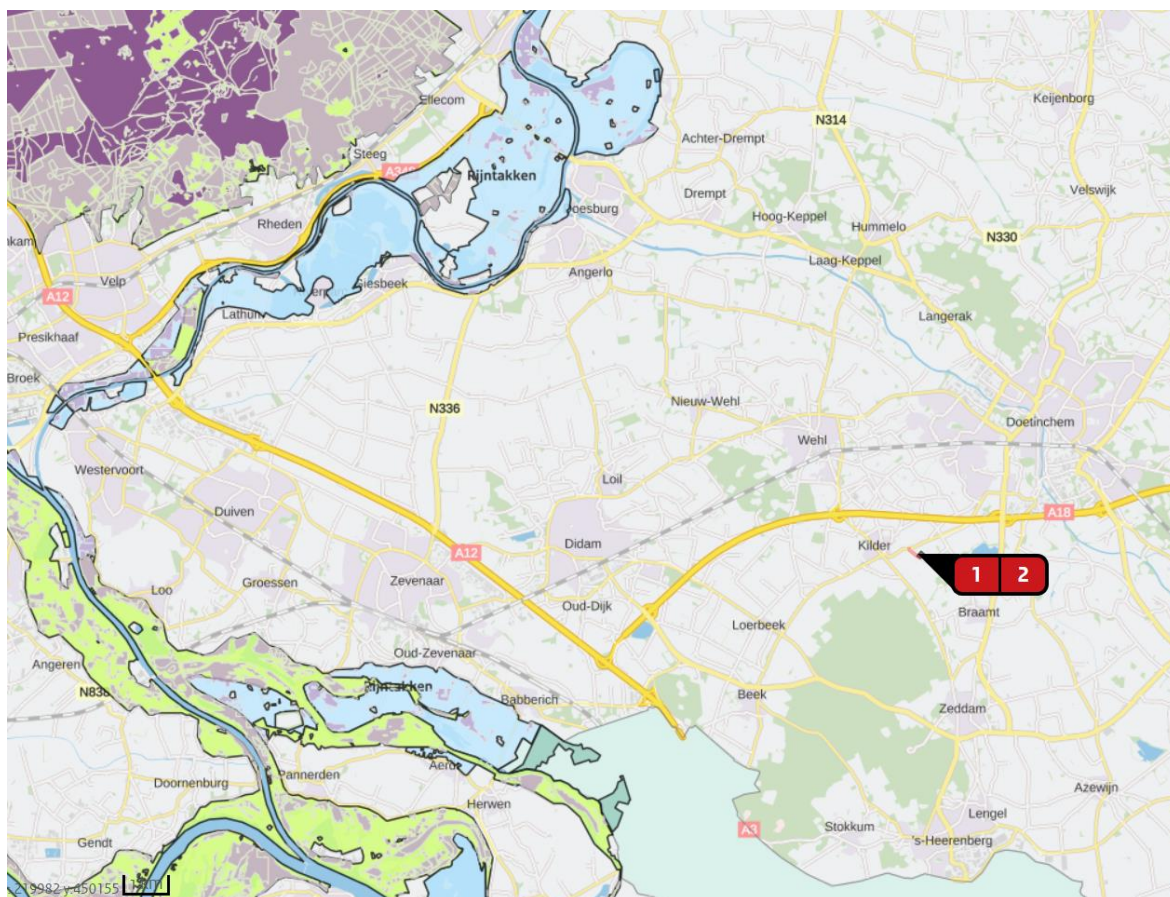 Keijenborg
Ellecom
N314
Achter-Drempt
Steeg
Rijntakken
Velswijk
Drempt
Hoog-Keppel
Rheden
Hummelo
N330
Angerlo
Laag-Keppel
Velp
A12
Langerak
Presikhaaf
Broek
N336
Nieuw-Wehl
Doetinchem
Wehl
Westervoort
Loil
Duiven
A18
Didam
Kilder
A12
1 2
Groessen
Zevenaar
Loo
Oud-Dijk
Braamt
Loerbeek
Oud-Zevenaar
Angeren
Rijntakken
Babberich
Beek
Zeddam
Doornenburg
Pannerden
Herwen
Azewijn
Lengel
A3
Stokkum
Gendt
's-Heerenberg